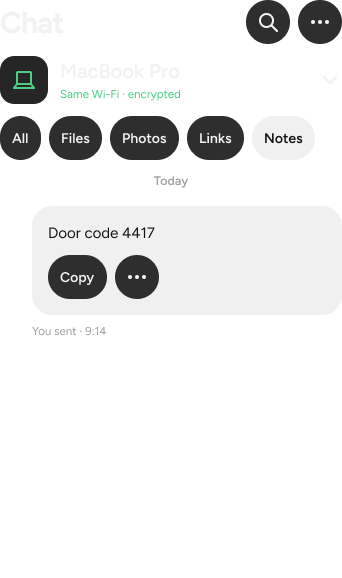 Chat
MacBook Pro
Same Wi-Fi · encrypted
All Files Photos Links Notes
Today
Door code 4417
Copy
You sent · 9:14